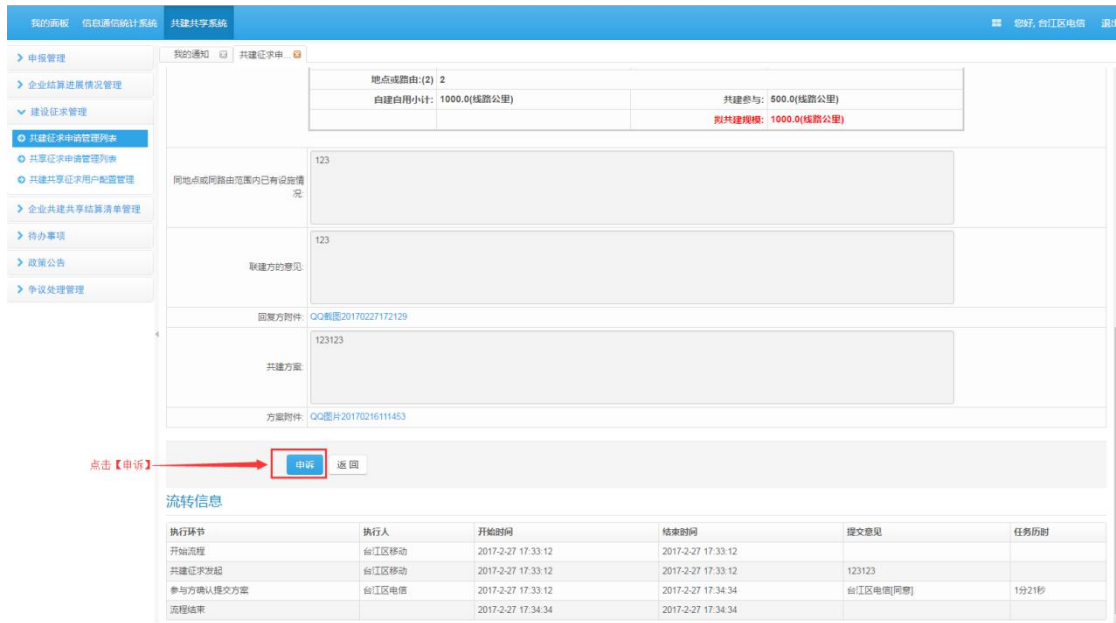 我的面板 信息通信统计系统 共建共享系统 您好, 台江区电信
申报管理
企业结算进展情况管理
建设征求管理
共建征求申请管理列表
共享征求申请管理列表
共建共享征求用户配置管理
企业共建共享结算清单管理
待办事项
政策公告
争议处理管理
我的通知 共建征求申...
地点或路由:(2) 2
自建自用小计: 1000.0(线路公里) 共建参与: 500.0(线路公里)
拟共建规模: 1000.0(线路公里)
同地点或同路由范围内已有设施情况: 123
联建方的意见: 123
回复方附件: QQ截图20170227172129
共建方案: 123123
方案附件: QQ图片20170216111453
点击【申诉】 申诉 返回
流转信息
执行环节 执行人 开始时间 结束时间 提交意见 任务历时
开始流程 台江区移动 2017-2-27 17:33:12 2017-2-27 17:33:12
共建征求发起 台江区移动 2017-2-27 17:33:12 2017-2-27 17:33:12 123123
参与方确认提交方案 台江区电信 2017-2-27 17:33:12 2017-2-27 17:34:34 台江区电信[同意] 1分21秒
流程结束 2017-2-27 17:34:34 2017-2-27 17:34:34